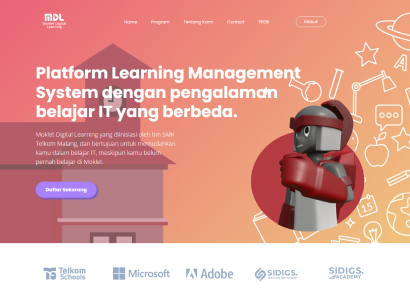 MDL
Moklet Digital
Learning
Home
Program
Tentang Kami
Contact
PPDB
Platform Learning Management
System dengan pengalaman
belajar IT yang berbeda.
Moklet Digital Learning yang diinisiasi oleh tim SMK
Telkom Malang, dan bertujuan untuk memudahkan
kamu dalam belajar IT, meskipun kamu belum
pernah belajar di Moklet.
Daftar Sekarang
Telkom
Schools
Microsoft
Adobe
SIDIGS.
SIDIGS.
ACADEMY